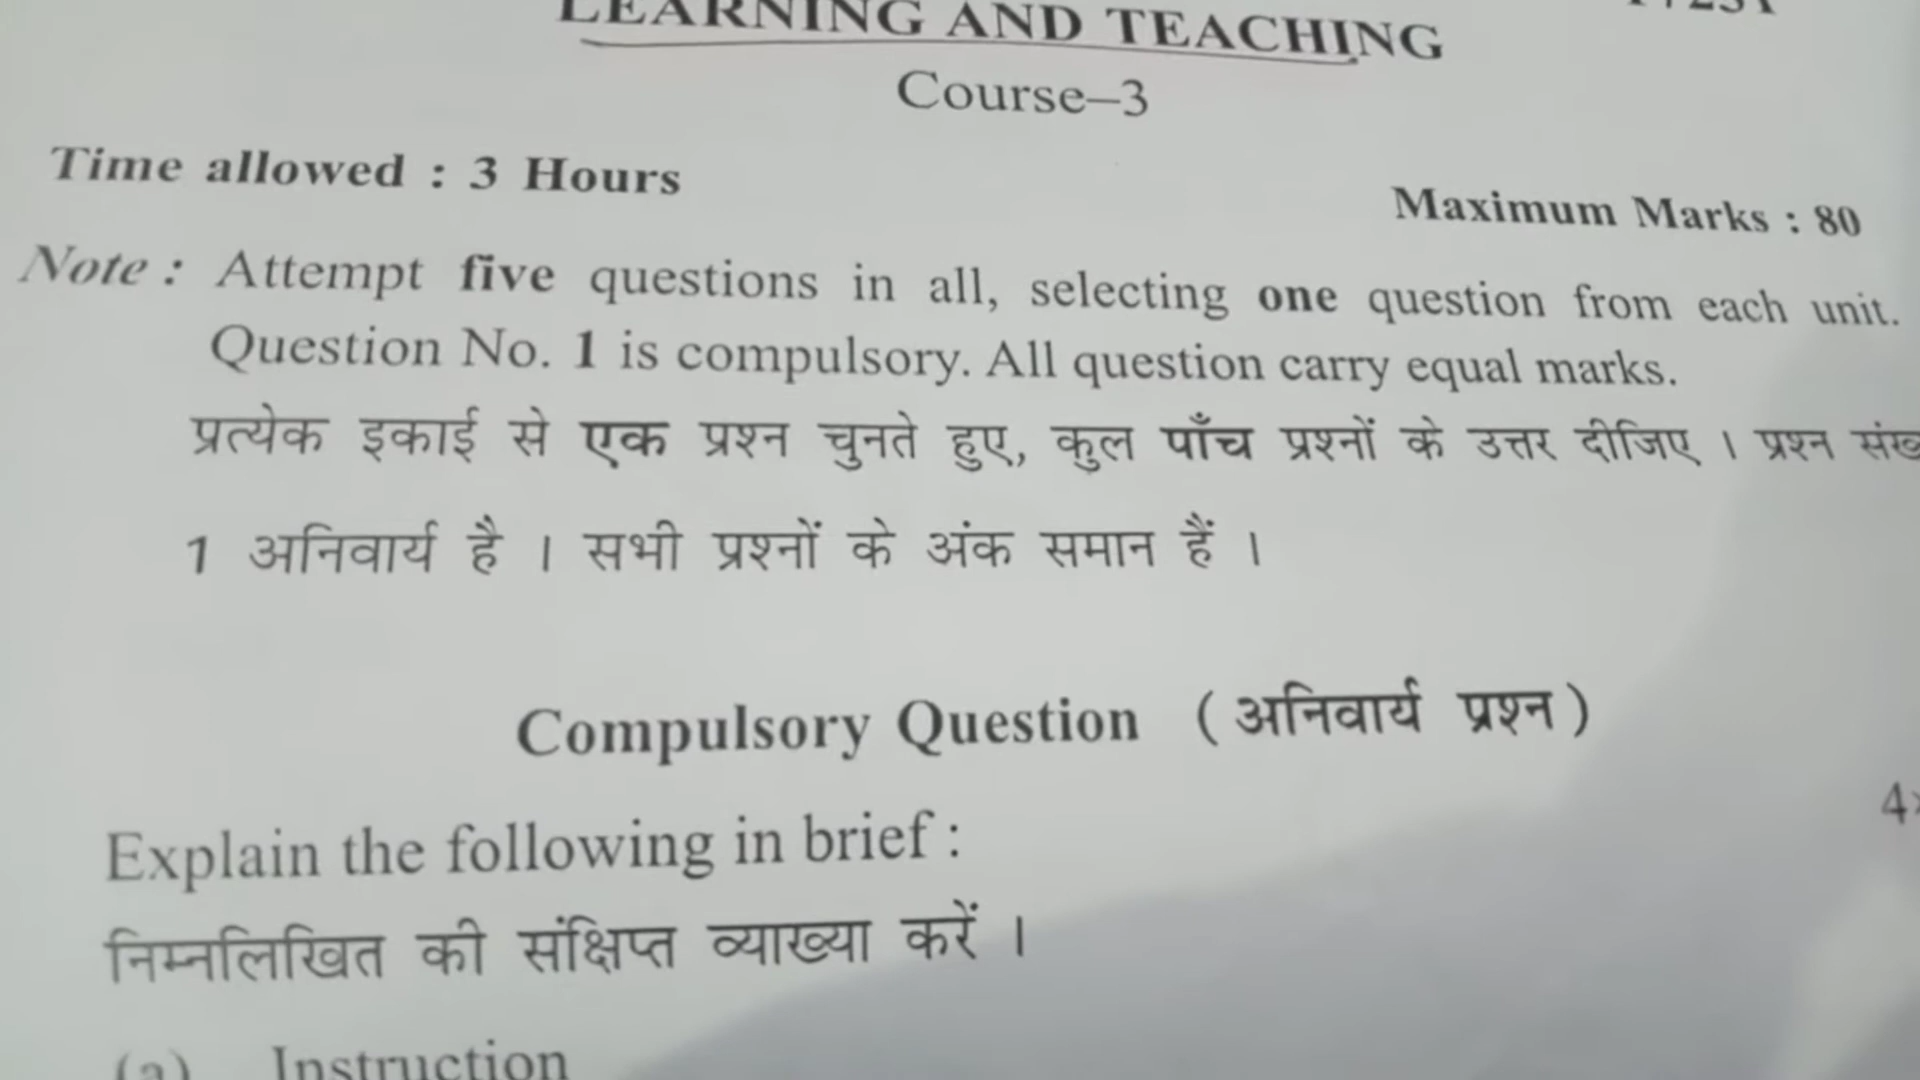 LEARNING AND TEACHING
Course–3
Time allowed : 3 Hours
Maximum Marks : 80
Note : Attempt five questions in all, selecting one question from each unit.
Question No. 1 is compulsory. All question carry equal marks.
प्रत्येक इकाई से एक प्रश्न चुनते हुए, कुल पाँच प्रश्नों के उत्तर दीजिए । प्रश्न
1 अनिवार्य है । सभी प्रश्नों के अंक समान हैं ।
Compulsory Question (अनिवार्य प्रश्न)
Explain the following in brief :
निम्नलिखित की संक्षिप्त व्याख्या करें ।
(a) Instruction